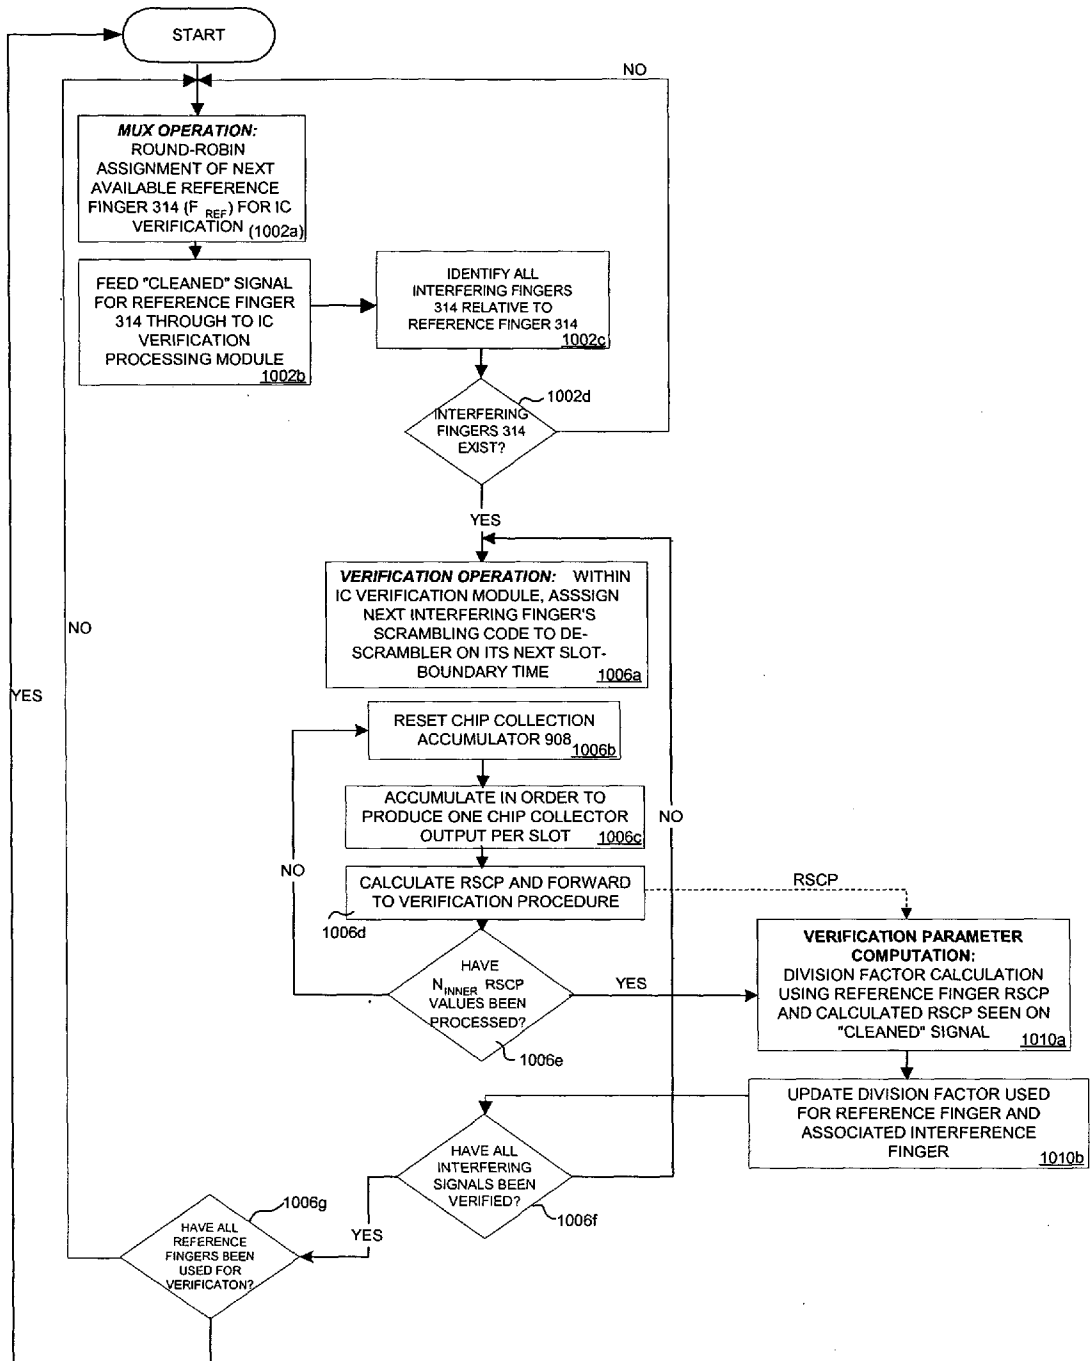 START
NO
MUX OPERATION:
ROUND-ROBIN
ASSIGNMENT OF NEXT
AVAILABLE REFERENCE
FINGER 314 (F REF) FOR IC
VERIFICATION (1002a)
FEED "CLEANED" SIGNAL
FOR REFERENCE FINGER
314 THROUGH TO IC
VERIFICATION
PROCESSING MODULE
1002b
IDENTIFY ALL
INTERFERING FINGERS
314 RELATIVE TO
REFERENCE FINGER 314
1002c
1002d
INTERFERING
FINGERS 314
EXIST?
YES
VERIFICATION OPERATION: WITHIN
IC VERIFICATION MODULE, ASSSIGN
NEXT INTERFERING FINGER'S
SCRAMBLING CODE TO DE-
SCRAMBLER ON ITS NEXT SLOT-
BOUNDARY TIME
1006a
NO
YES
RESET CHIP COLLECTION
ACCUMULATOR 908
1006b
ACCUMULATE IN ORDER TO
PRODUCE ONE CHIP COLLECTOR
OUTPUT PER SLOT
1006c
NO
NO
CALCULATE RSCP AND FORWARD
TO VERIFICATION PROCEDURE
1006d
RSCP
HAVE
NINNER RSCP
VALUES BEEN
PROCESSED?
1006e
YES
VERIFICATION PARAMETER
COMPUTATION:
DIVISION FACTOR CALCULATION
USING REFERENCE FINGER RSCP
AND CALCULATED RSCP SEEN ON
"CLEANED" SIGNAL
1010a
UPDATE DIVISION FACTOR USED
FOR REFERENCE FINGER AND
ASSOCIATED INTERFERENCE
FINGER
1010b
HAVE ALL
INTERFERING
SIGNALS BEEN
VERIFIED?
1006f
YES
1006g
HAVE ALL
REFERENCE
FINGERS BEEN
USED FOR
VERIFICATON?